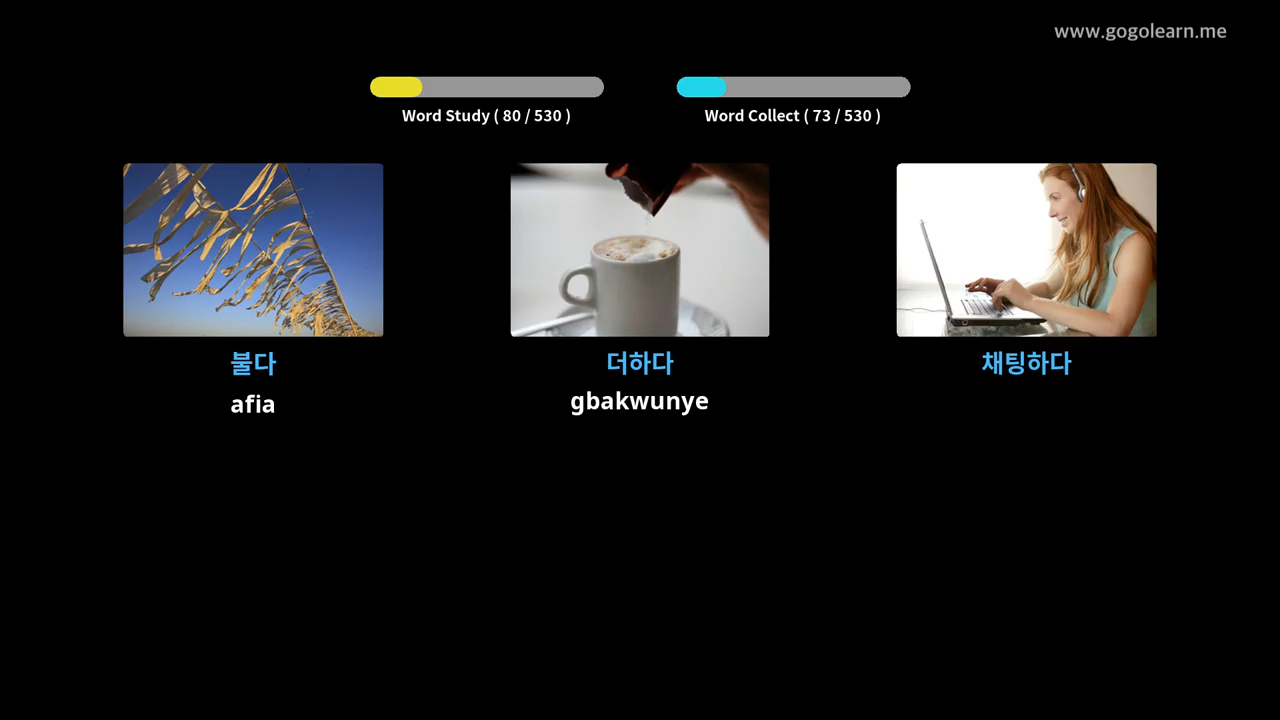 www.gogolearn.me
Word Study ( 80 / 530 )
Word Collect ( 73 / 530 )
불다
더하다
채팅하다
afia
gbakwunye